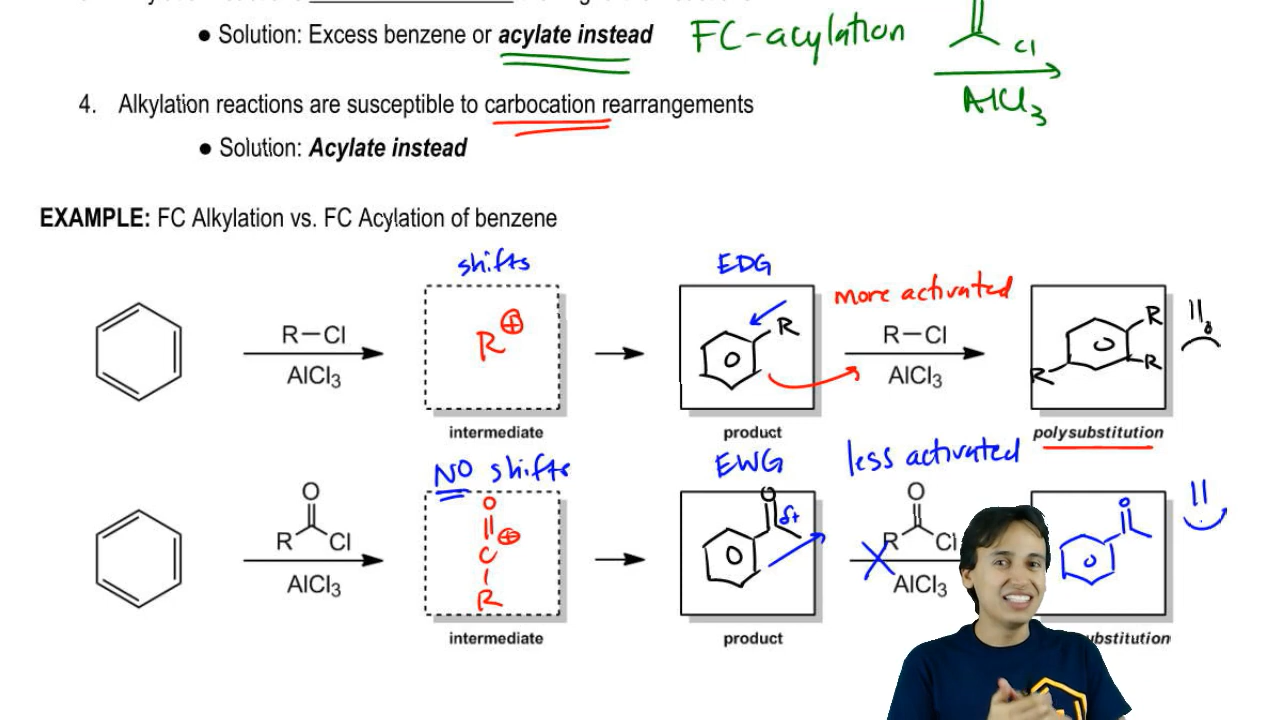 ● Solution: Excess benzene or acylate instead
FC-acylation
Cl
AlCl3
4. Alkylation reactions are susceptible to carbocation rearrangements
● Solution: Acylate instead
EXAMPLE: FC Alkylation vs. FC Acylation of benzene
shifts
EDG
more activated
R–Cl
AlCl3
R⊕
R
R–Cl
AlCl3
R
R
R
intermediate
product
polysubstitution
NO shifts
EWG
less activated
O
R
Cl
AlCl3
O
C ⊕
R
O
δ+
O
R
Cl
AlCl3
O
intermediate
product
ubstitution